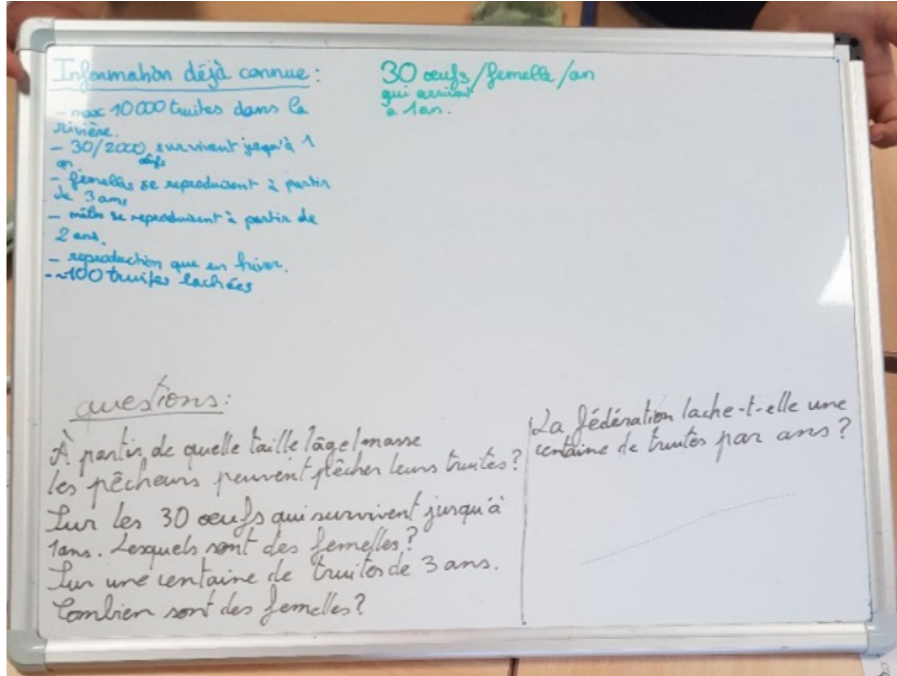 Information déjà connue :
- max 10 000 truites dans la
rivière.
- 30/2000 survivent jusqu'à 1
œufs
an
- femelles se reproduisent à partir
de 3 ans
- mâles se reproduisent à partir de
2 ans.
- reproduction que en hiver.
- ~100 truites lachées
30 œufs/femelle/an
qui arrivent
à 1 an.
questions:
À partir de quelle taille/âge/masse
les pêcheurs peuvent pêcher leurs truites?
Sur les 30 oeufs qui survivent jusqu'à
1ans. Lesquels sont des femelles?
Sur une centaine de truites de 3 ans.
Combien sont des femelles?
La fédération lache-t-elle une
centaine de truites par ans?